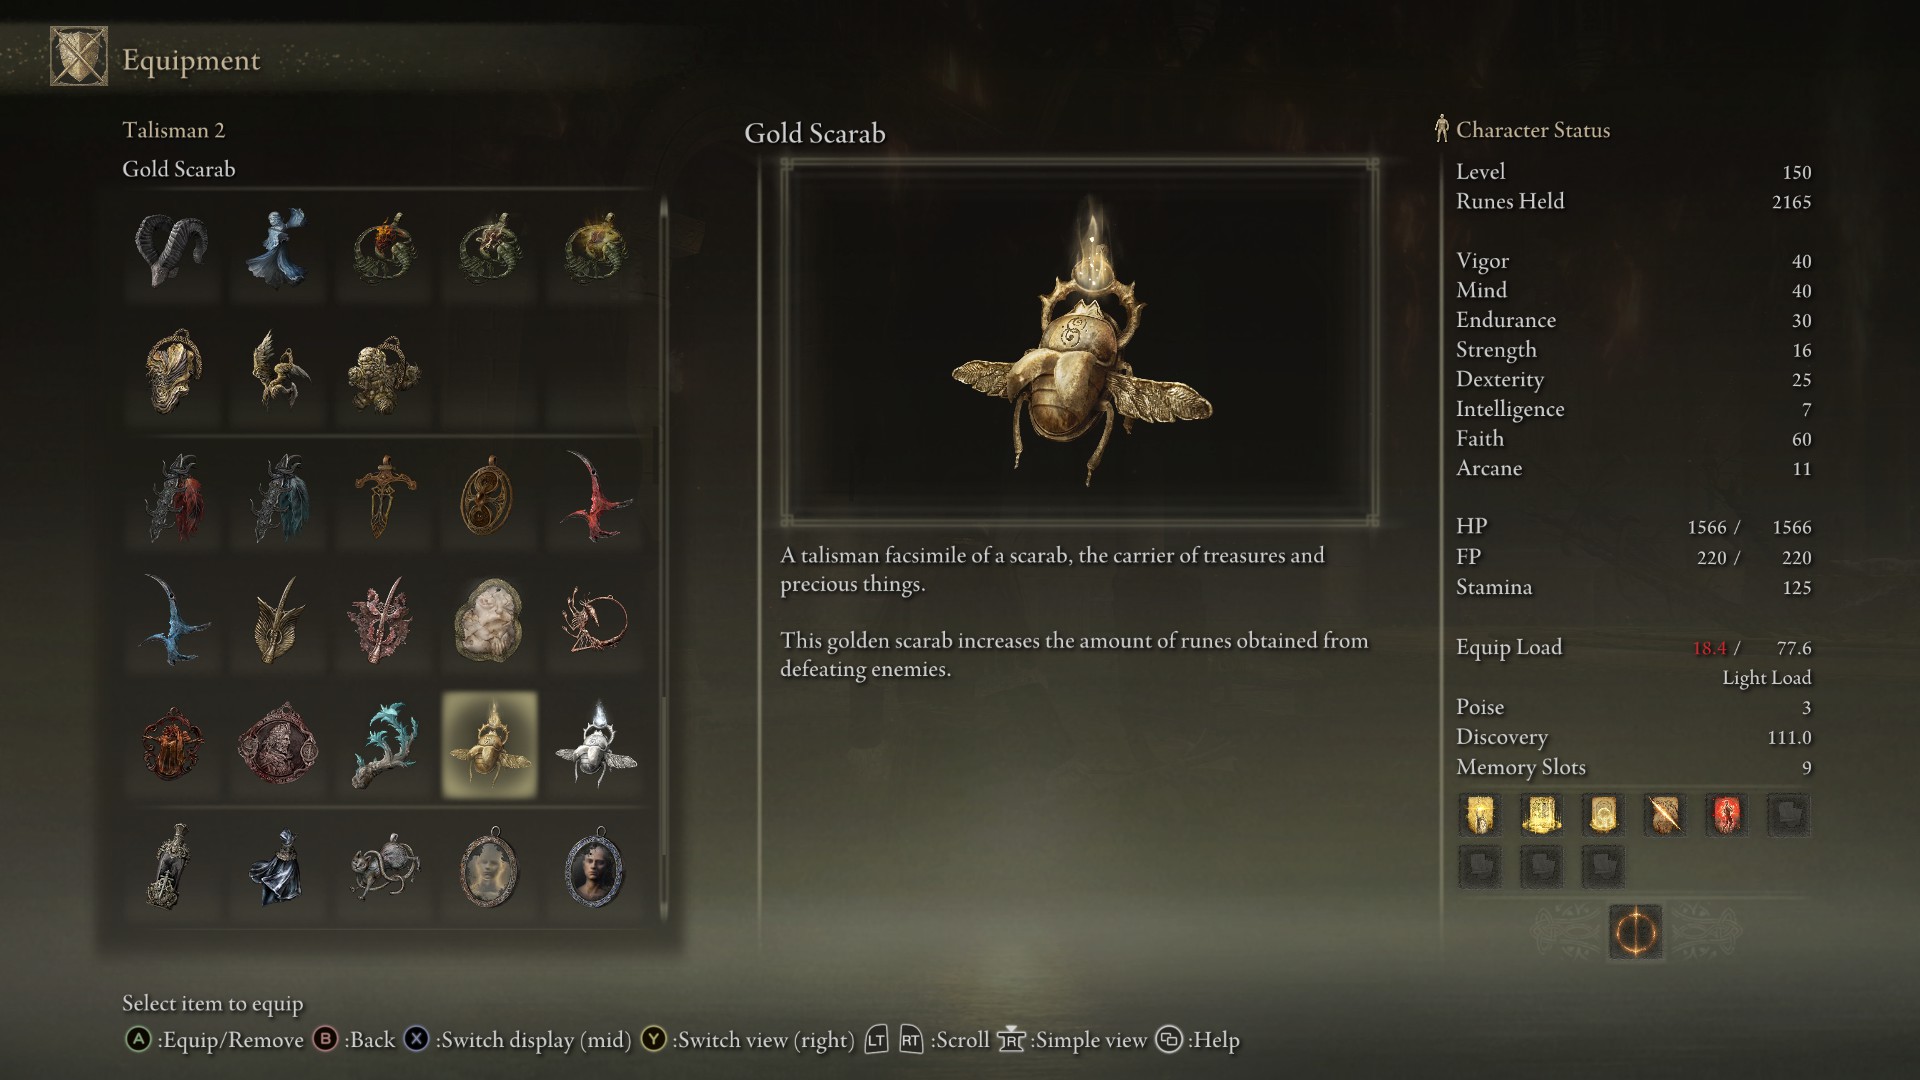 Equipment
Talisman 2
Gold Scarab
Gold Scarab
A talisman facsimile of a scarab, the carrier of treasures and
precious things.
This golden scarab increases the amount of runes obtained from
defeating enemies.
Character Status
Level 150
Runes Held 2165
Vigor 40
Mind 40
Endurance 30
Strength 16
Dexterity 25
Intelligence 7
Faith 60
Arcane 11
HP 1566 / 1566
FP 220 / 220
Stamina 125
Equip Load 18.4 / 77.6
Light Load
Poise 3
Discovery 111.0
Memory Slots 9
Select item to equip
A :Equip/Remove B :Back X :Switch display (mid) Y :Switch view (right) LT RT :Scroll R :Simple view :Help